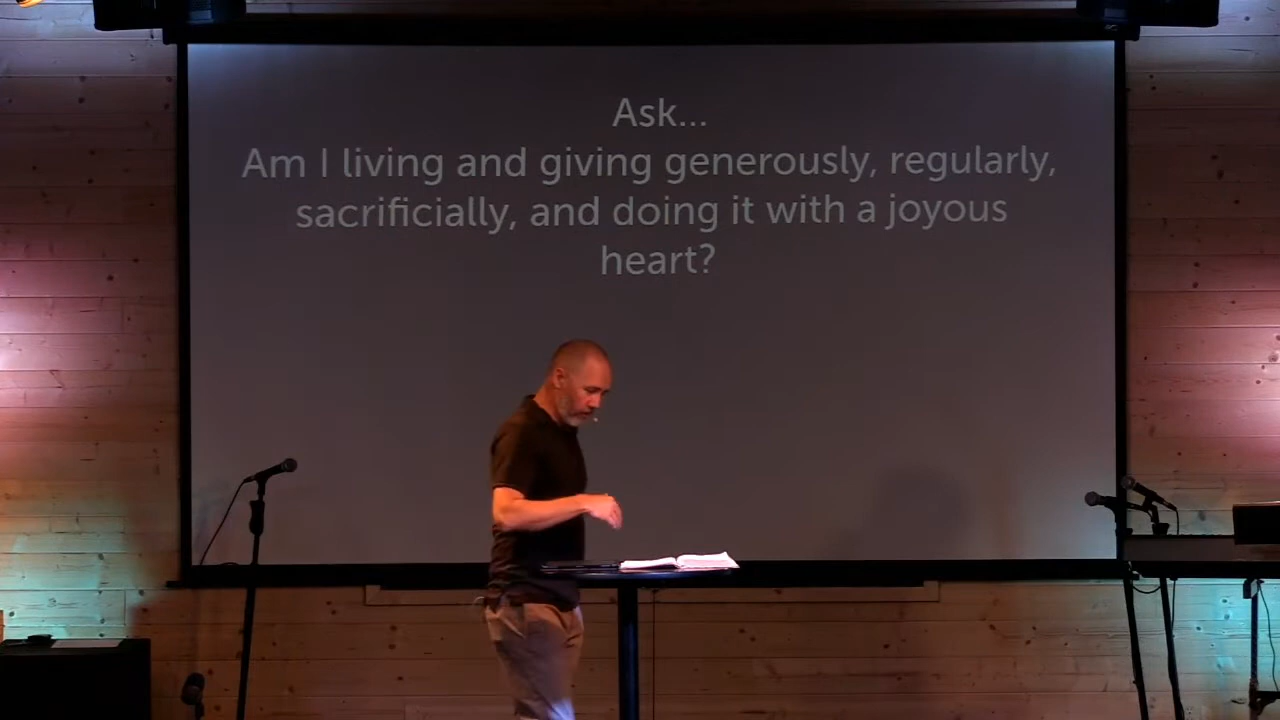 Ask...
Am I living and giving generously, regularly,
sacrificially, and doing it with a joyous
heart?